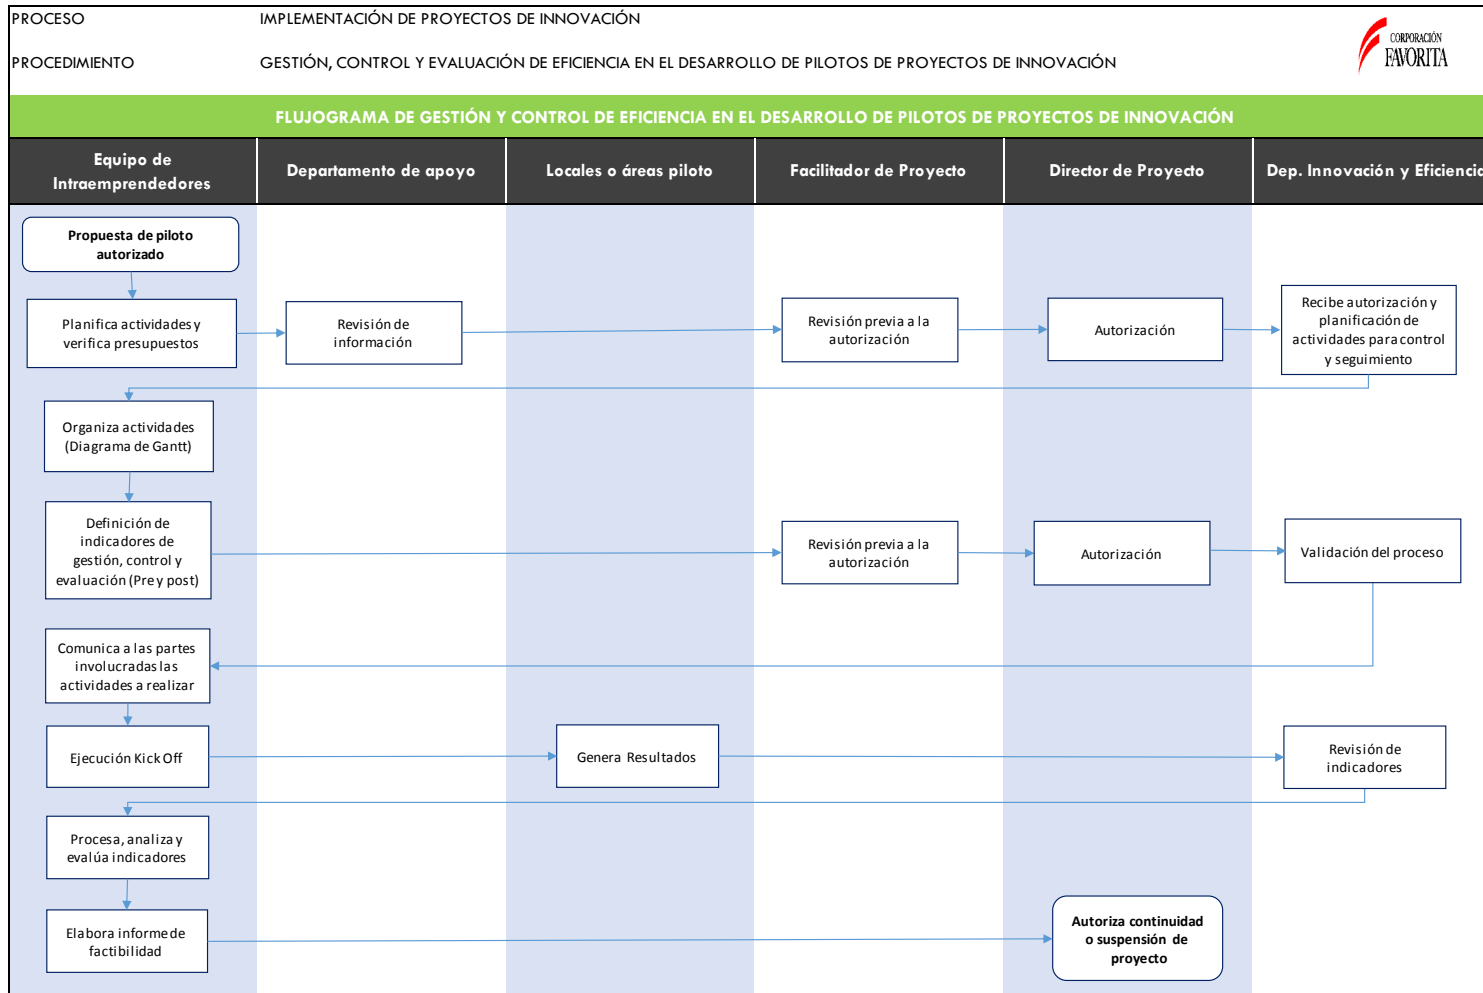 PROCESO IMPLEMENTACIÓN DE PROYECTOS DE INNOVACIÓN
CORPORACIÓN
FAVORITA
PROCEDIMIENTO GESTIÓN, CONTROL Y EVALUACIÓN DE EFICIENCIA EN EL DESARROLLO DE PILOTOS DE PROYECTOS DE INNOVACIÓN
FLUJOGRAMA DE GESTIÓN Y CONTROL DE EFICIENCIA EN EL DESARROLLO DE PILOTOS DE PROYECTOS DE INNOVACIÓN
Equipo de
Intraemprendedores
Departamento de apoyo
Locales o áreas piloto
Facilitador de Proyecto
Director de Proyecto
Dep. Innovación y Eficiencia
Propuesta de piloto
autorizado
Planifica actividades y
verifica presupuestos
Revisión de
información
Revisión previa a la
autorización
Autorización
Recibe autorización y
planificación de
actividades para control
y seguimiento
Organiza actividades
(Diagrama de Gantt)
Definición de
indicadores de
gestión, control y
evaluación (Pre y post)
Revisión previa a la
autorización
Autorización
Validación del proceso
Comunica a las partes
involucradas las
actividades a realizar
Ejecución Kick Off
Genera Resultados
Revisión de
indicadores
Procesa, analiza y
evalúa indicadores
Elabora informe de
factibilidad
Autoriza continuidad
o suspensión de
proyecto